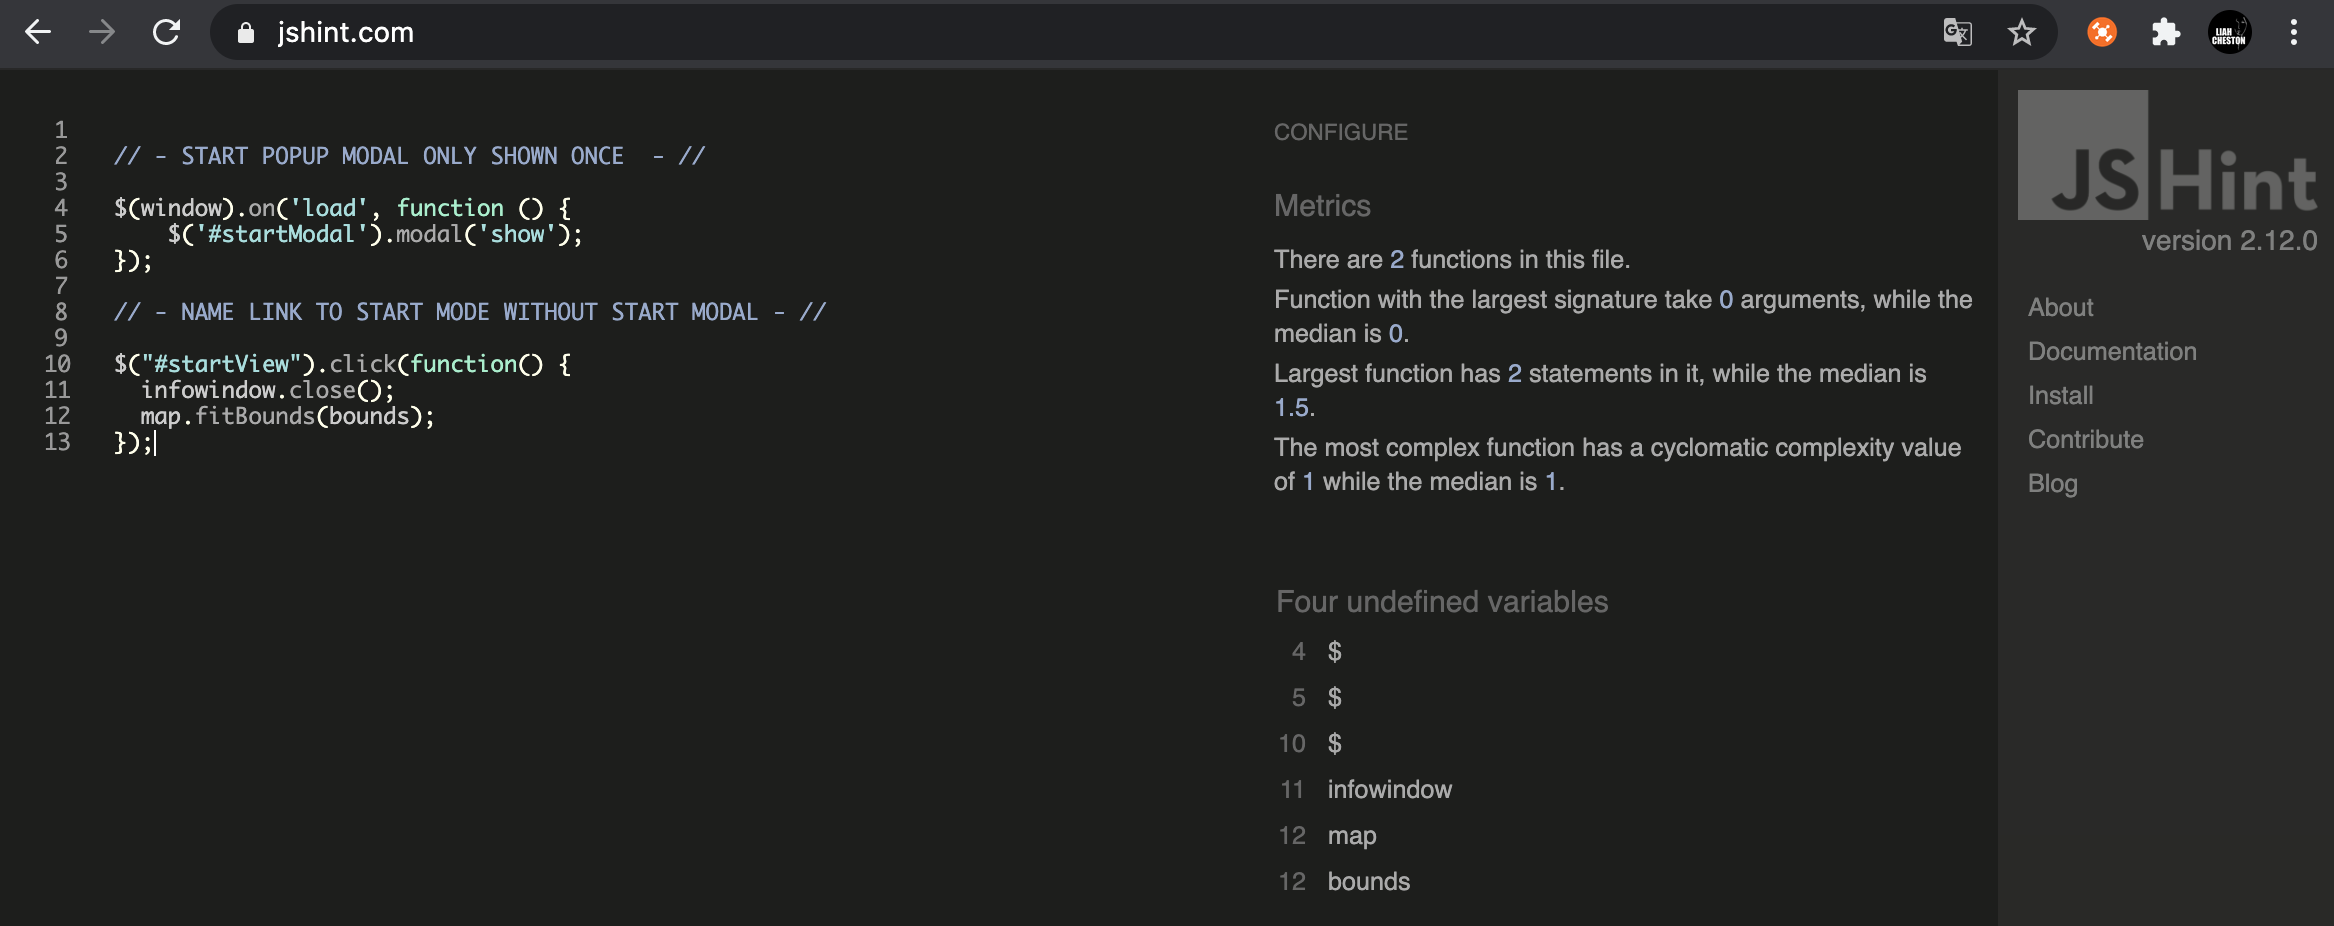 jshint.com
LIAH
CHESTON
1
2 // - START POPUP MODAL ONLY SHOWN ONCE  - //
3
4 $(window).on('load', function () {
5     $('#startModal').modal('show');
6 });
7
8 // - NAME LINK TO START MODE WITHOUT START MODAL - //
9
10 $("#startView").click(function() {
11   infowindow.close();
12   map.fitBounds(bounds);
13 });
CONFIGURE
Metrics
There are 2 functions in this file.
Function with the largest signature take 0 arguments, while the
median is 0.
Largest function has 2 statements in it, while the median is
1.5.
The most complex function has a cyclomatic complexity value
of 1 while the median is 1.
Four undefined variables
4 $
5 $
10 $
11 infowindow
12 map
12 bounds
JSHint
version 2.12.0
About
Documentation
Install
Contribute
Blog